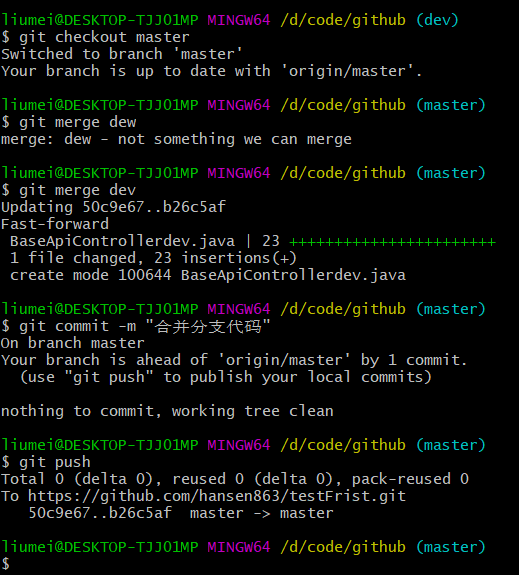 liumei@DESKTOP-TJJO1MP MINGW64 /d/code/github (dev)
$ git checkout master
Switched to branch 'master'
Your branch is up to date with 'origin/master'.
liumei@DESKTOP-TJJO1MP MINGW64 /d/code/github (master)
$ git merge dew
merge: dew - not something we can merge
liumei@DESKTOP-TJJO1MP MINGW64 /d/code/github (master)
$ git merge dev
Updating 50c9e67..b26c5af
Fast-forward
 BaseApiControllerdev.java | 23 +++++++++++++++++++++++
 1 file changed, 23 insertions(+)
 create mode 100644 BaseApiControllerdev.java
liumei@DESKTOP-TJJO1MP MINGW64 /d/code/github (master)
$ git commit -m "合并分支代码"
On branch master
Your branch is ahead of 'origin/master' by 1 commit.
  (use "git push" to publish your local commits)
nothing to commit, working tree clean
liumei@DESKTOP-TJJO1MP MINGW64 /d/code/github (master)
$ git push
Total 0 (delta 0), reused 0 (delta 0), pack-reused 0
To https://github.com/hansen863/testFrist.git
   50c9e67..b26c5af  master -> master
liumei@DESKTOP-TJJO1MP MINGW64 /d/code/github (master)
$